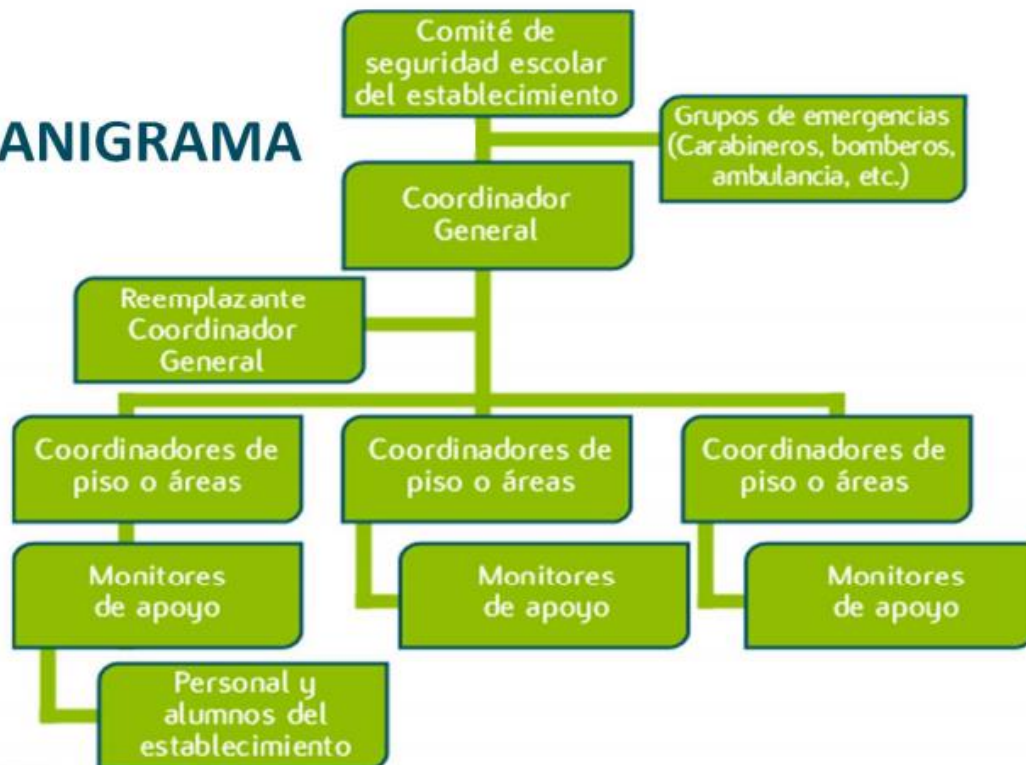 Comité de
seguridad escolar
del establecimiento
ANIGRAMA
Grupos de emergencias
(Carabineros, bomberos,
ambulancia, etc.)
Coordinador
General
Reemplazante
Coordinador
General
Coordinadores de
piso o áreas
Coordinadores de
piso o áreas
Coordinadores de
piso o áreas
Monitores
de apoyo
Monitores
de apoyo
Monitores
de apoyo
Personal y
alumnos del
establecimiento